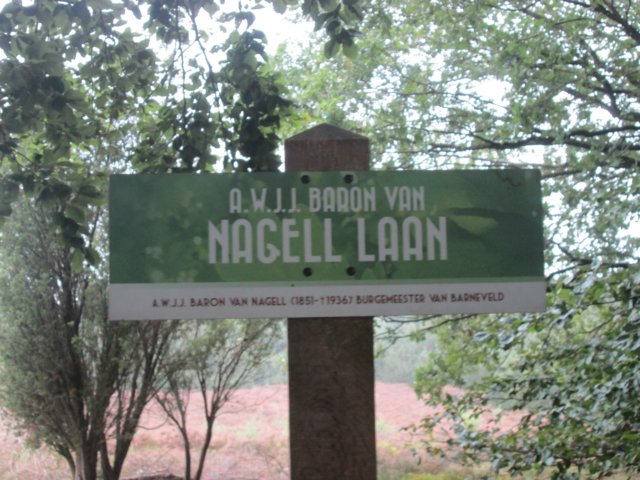 A.W.J.J. BARON VAN
NAGELL LAAN
A.W.J.J. BARON VAN NAGELL (1851-†1936) BURGEMEESTER VAN BARNEVELD